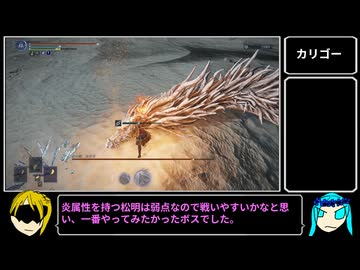 カリゴー
炎属性を持つ松明は弱点なので戦いやすいかなと思
い、一番やってみたかったボスでした。